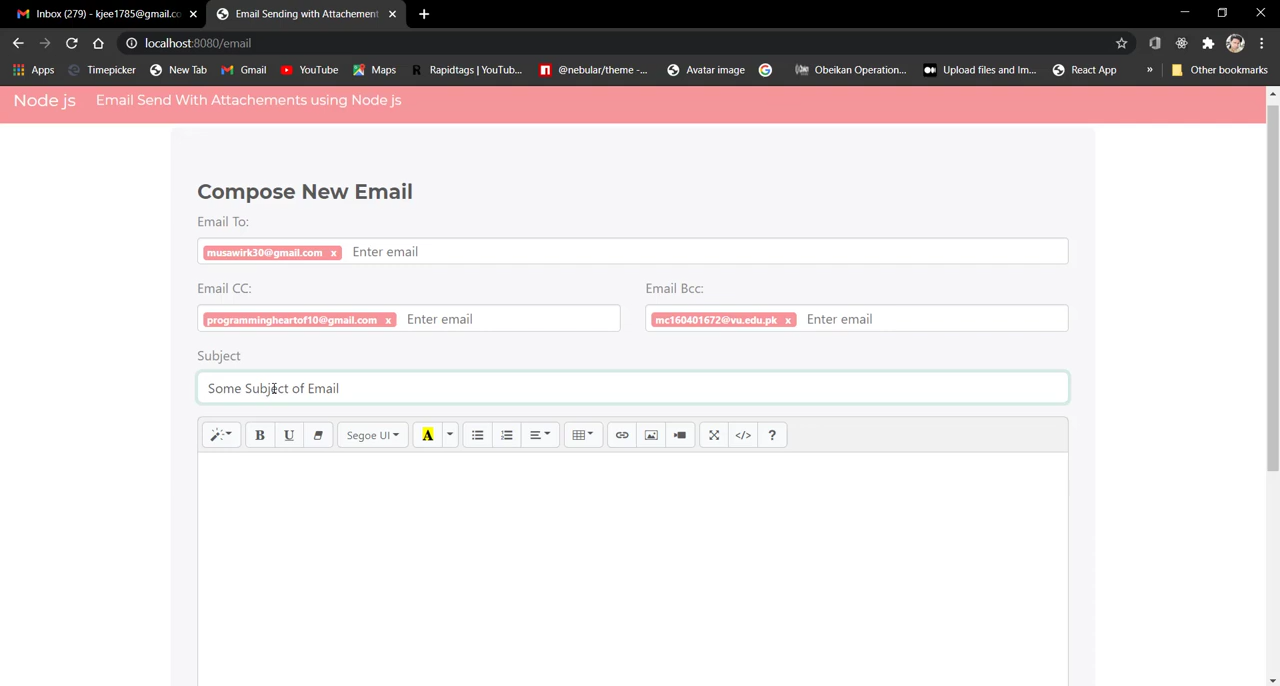 Inbox (279) - kjee1785@gmail.co
Email Sending with Attachement
localhost:8080/email
Apps Timepicker New Tab Gmail YouTube Maps Rapidtags | YouTub... @nebular/theme -... Avatar image Obeikan Operation... Upload files and Im... React App » Other bookmarks
Node js Email Send With Attachements using Node js
Compose New Email
Email To:
musawirk30@gmail.com x Enter email
Email CC: Email Bcc:
programmingheartof10@gmail.com x Enter email mc160401672@vu.edu.pk x Enter email
Subject
Some Subject of Email
B U Segoe UI A </> ?